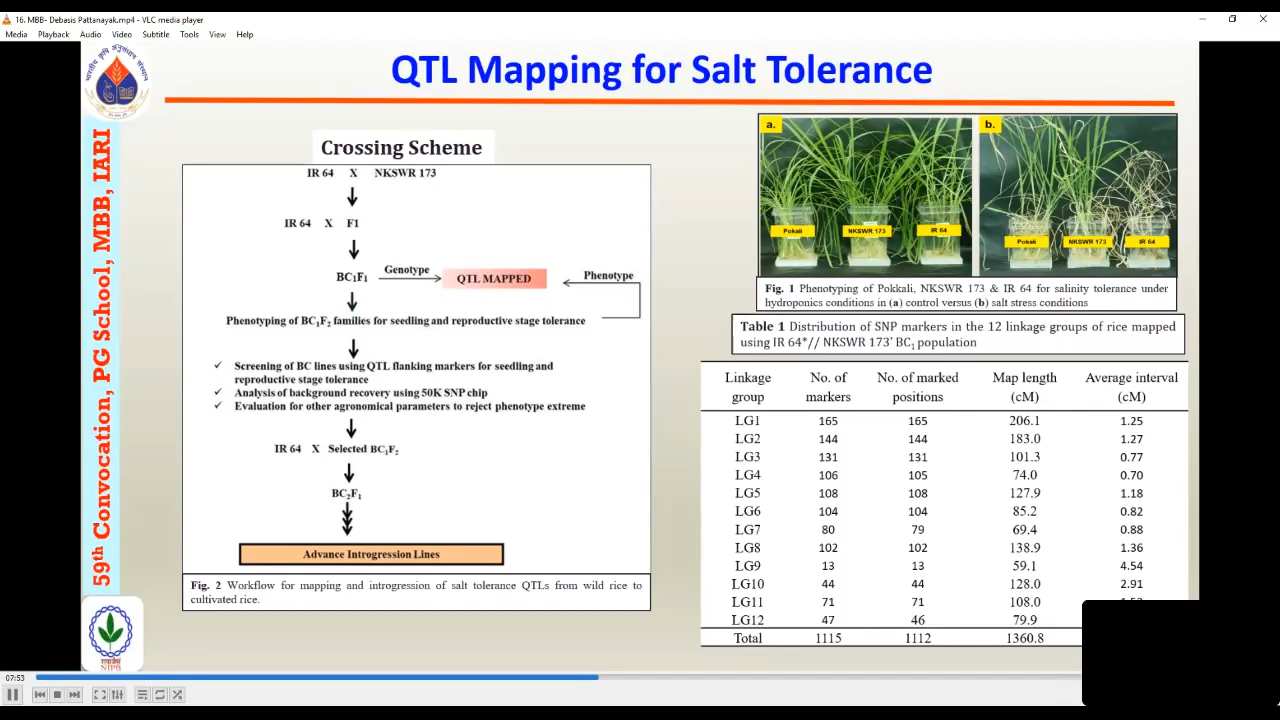 16. MBB- Debasis Pattanayak.mp4 - VLC media player
Media Playback Audio Video Subtitle Tools View Help
QTL Mapping for Salt Tolerance
59th Convocation, PG School, MBB, IARI
Crossing Scheme
IR 64 X NKSWR 173
IR 64 X F1
BC1F1 Genotype QTL MAPPED Phenotype
Phenotyping of BC1F2 families for seedling and reproductive stage tolerance
✓ Screening of BC lines using QTL flanking markers for seedling and
reproductive stage tolerance
✓ Analysis of background recovery using 50K SNP chip
✓ Evaluation for other agronomical parameters to reject phenotype extreme
IR 64 X Selected BC1F2
BC2F1
Advance Introgression Lines
Fig. 2 Workflow for mapping and introgression of salt tolerance QTLs from wild rice to
cultivated rice.
a. b.
Pokali NKSWR 173 IR 64 Pokali NKSWR 173 IR 64
Fig. 1 Phenotyping of Pokkali, NKSWR 173 & IR 64 for salinity tolerance under
hydroponics conditions in (a) control versus (b) salt stress conditions
Table 1 Distribution of SNP markers in the 12 linkage groups of rice mapped
using IR 64*// NKSWR 173' BC1 population
Linkage No. of No. of marked Map length Average interval
group markers positions (cM) (cM)
LG1 165 165 206.1 1.25
LG2 144 144 183.0 1.27
LG3 131 131 101.3 0.77
LG4 106 105 74.0 0.70
LG5 108 108 127.9 1.18
LG6 104 104 85.2 0.82
LG7 80 79 69.4 0.88
LG8 102 102 138.9 1.36
LG9 13 13 59.1 4.54
LG10 44 44 128.0 2.91
LG11 71 71 108.0
LG12 47 46 79.9
Total 1115 1112 1360.8
07:53